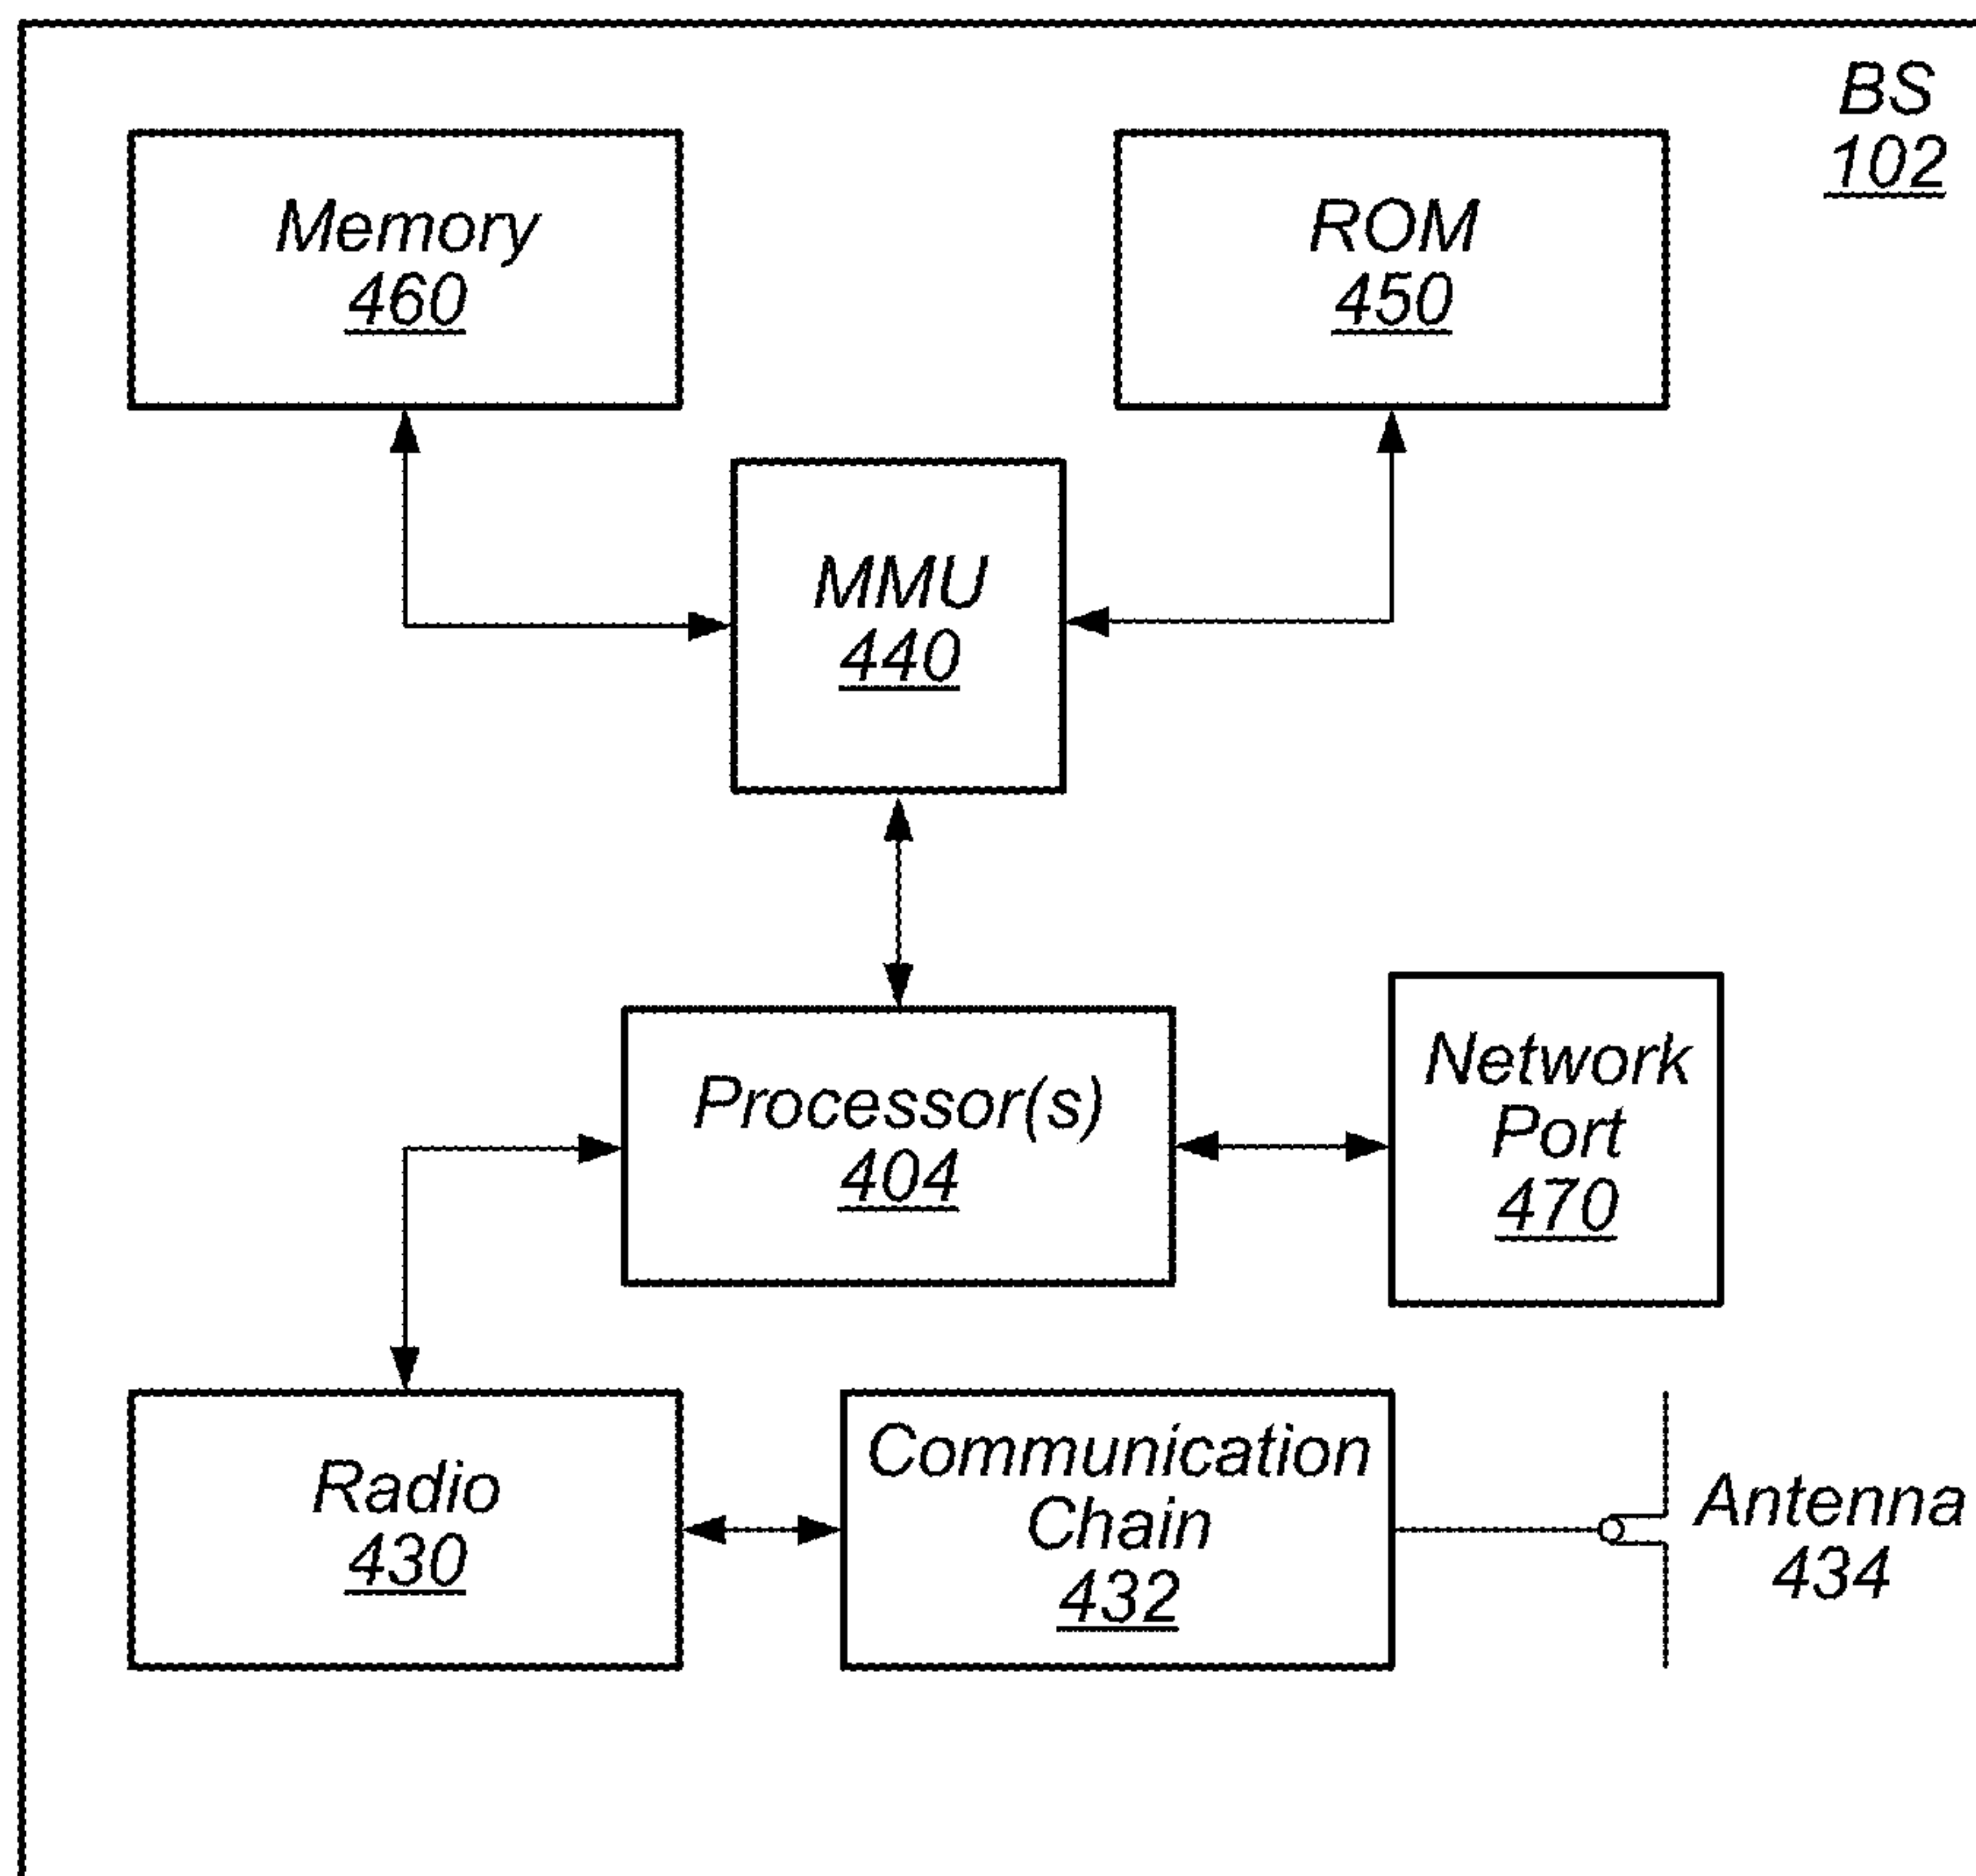 BS
102
Memory
460
ROM
450
MMU
440
Processor(s)
404
Network
Port
470
Radio
430
Communication
Chain
432
Antenna
434